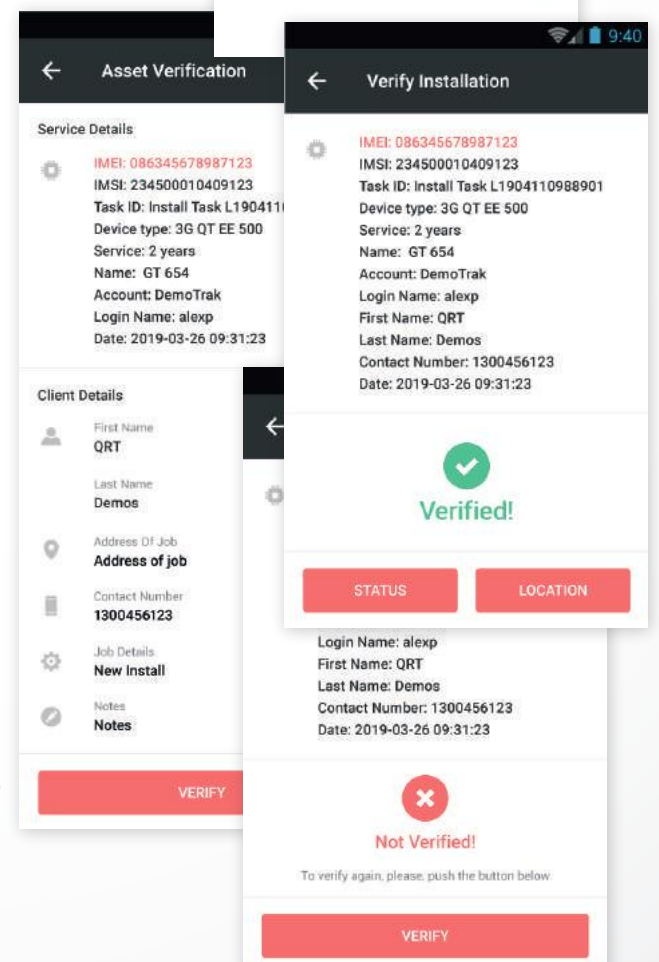 Asset Verification
Service Details
IMEI: 086345678987123
IMSI: 234500010409123
Task ID: Install Task L190411
Device type: 3G QT EE 500
Service: 2 years
Name: GT 654
Account: DemoTrak
Login Name: alexp
Date: 2019-03-26 09:31:23
Client Details
First Name
QRT
Last Name
Demos
Address Of Job
Address of job
Contact Number
1300456123
Job Details
New Install
Notes
Notes
VERIFY
9:40
Verify Installation
IMEI: 086345678987123
IMSI: 234500010409123
Task ID: Install Task L1904110988901
Device type: 3G QT EE 500
Service: 2 years
Name: GT 654
Account: DemoTrak
Login Name: alexp
First Name: QRT
Last Name: Demos
Contact Number: 1300456123
Date: 2019-03-26 09:31:23
Verified!
STATUS
LOCATION
Login Name: alexp
First Name: QRT
Last Name: Demos
Contact Number: 1300456123
Date: 2019-03-26 09:31:23
Not Verified!
To verify again, please, push the button below
VERIFY